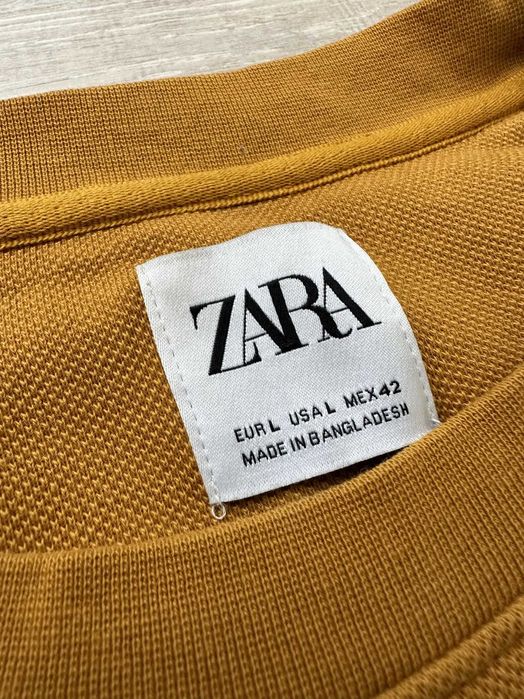 ZARA
EUR L USA L MEX 42
MADE IN BANGLADESH